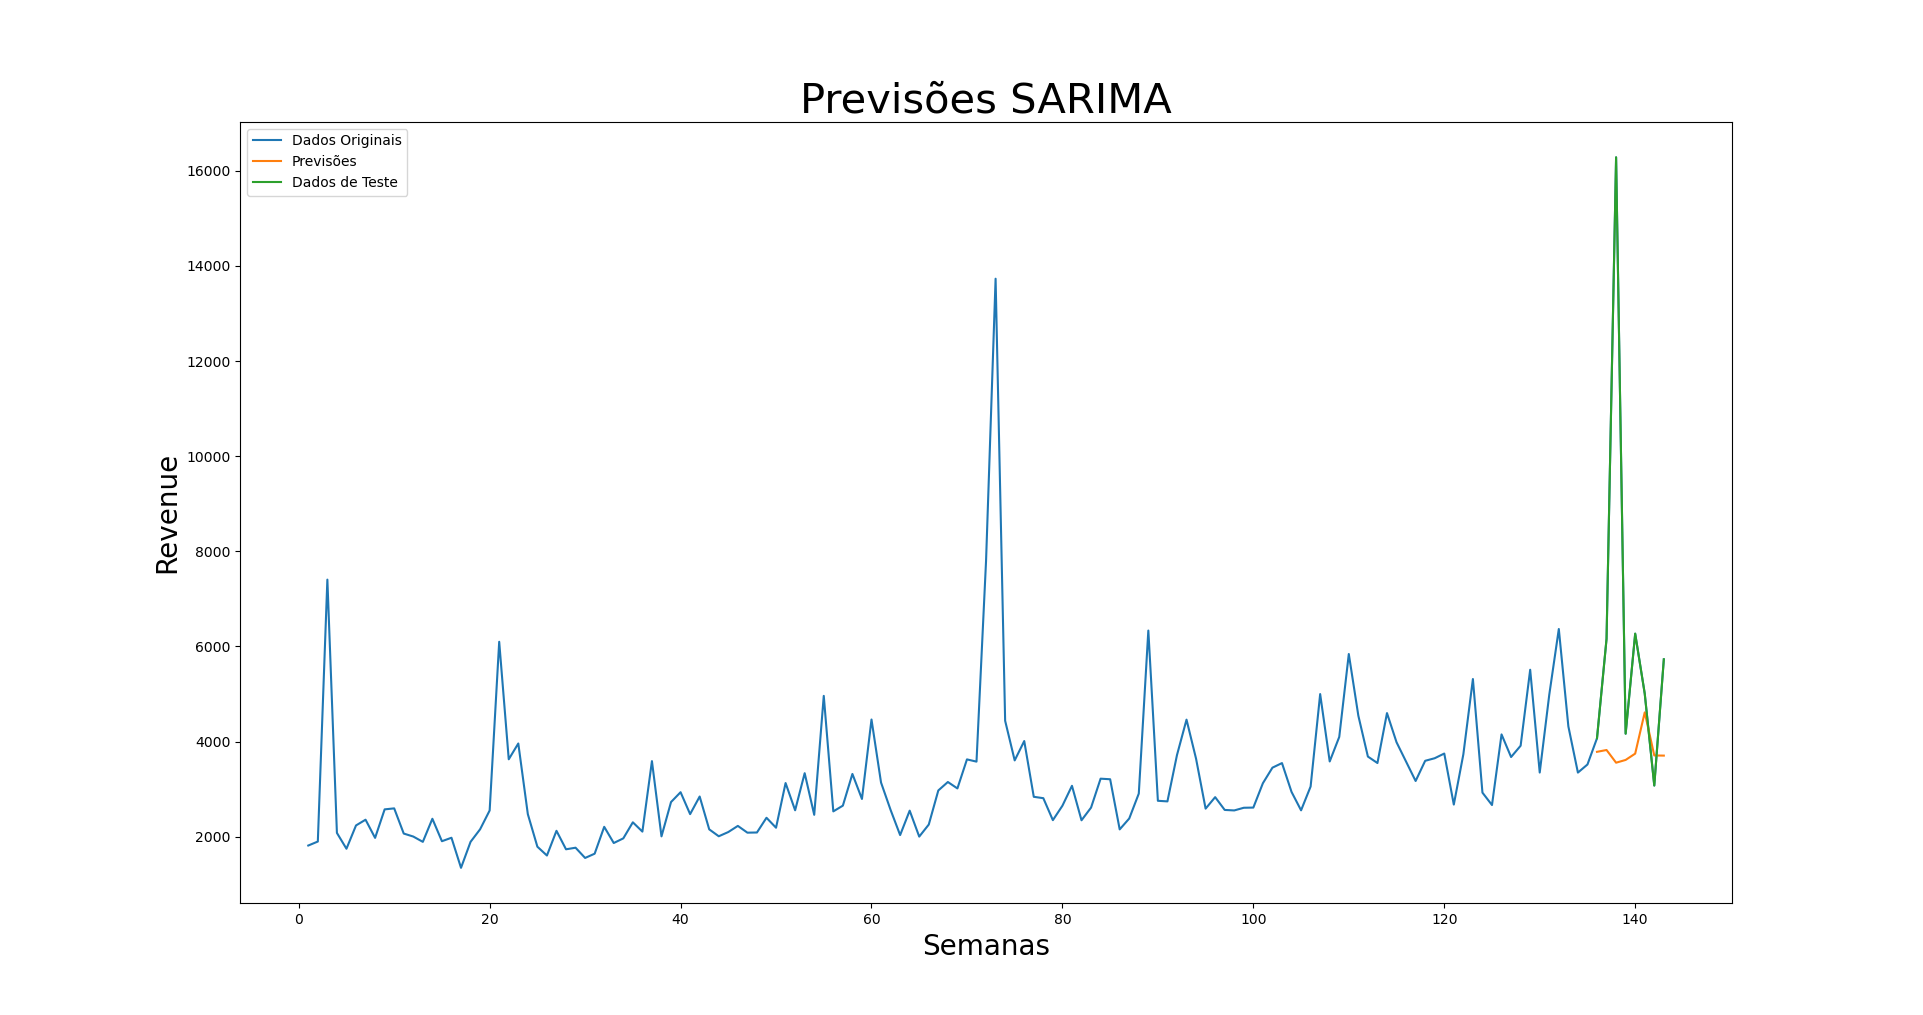 Previsões SARIMA
Dados Originais
Previsões
Dados de Teste
16000
14000
12000
10000
8000
6000
4000
2000
Revenue
0 20 40 60 80 100 120 140
Semanas